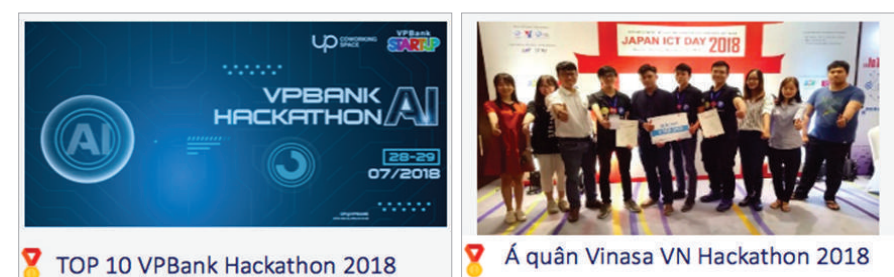 UP COWORKING SPACE
VPBank
STARTUP
VPBANK
HACKATHON AI
AI
28-29
07/2018
TOP 10 VPBank Hackathon 2018
JAPAN ICT DAY 2018
Á quân Vinasa VN Hackathon 2018